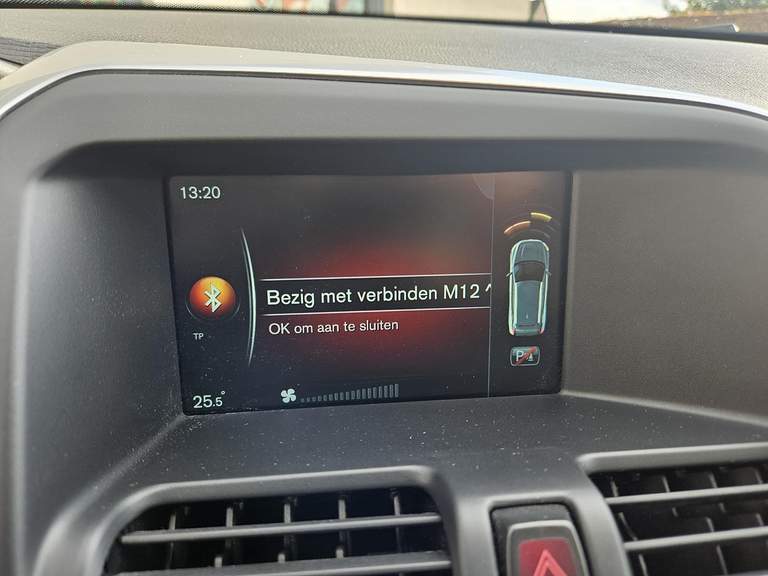 13:20
Bezig met verbinden M12 ^
OK om aan te sluiten
TP
25.5°